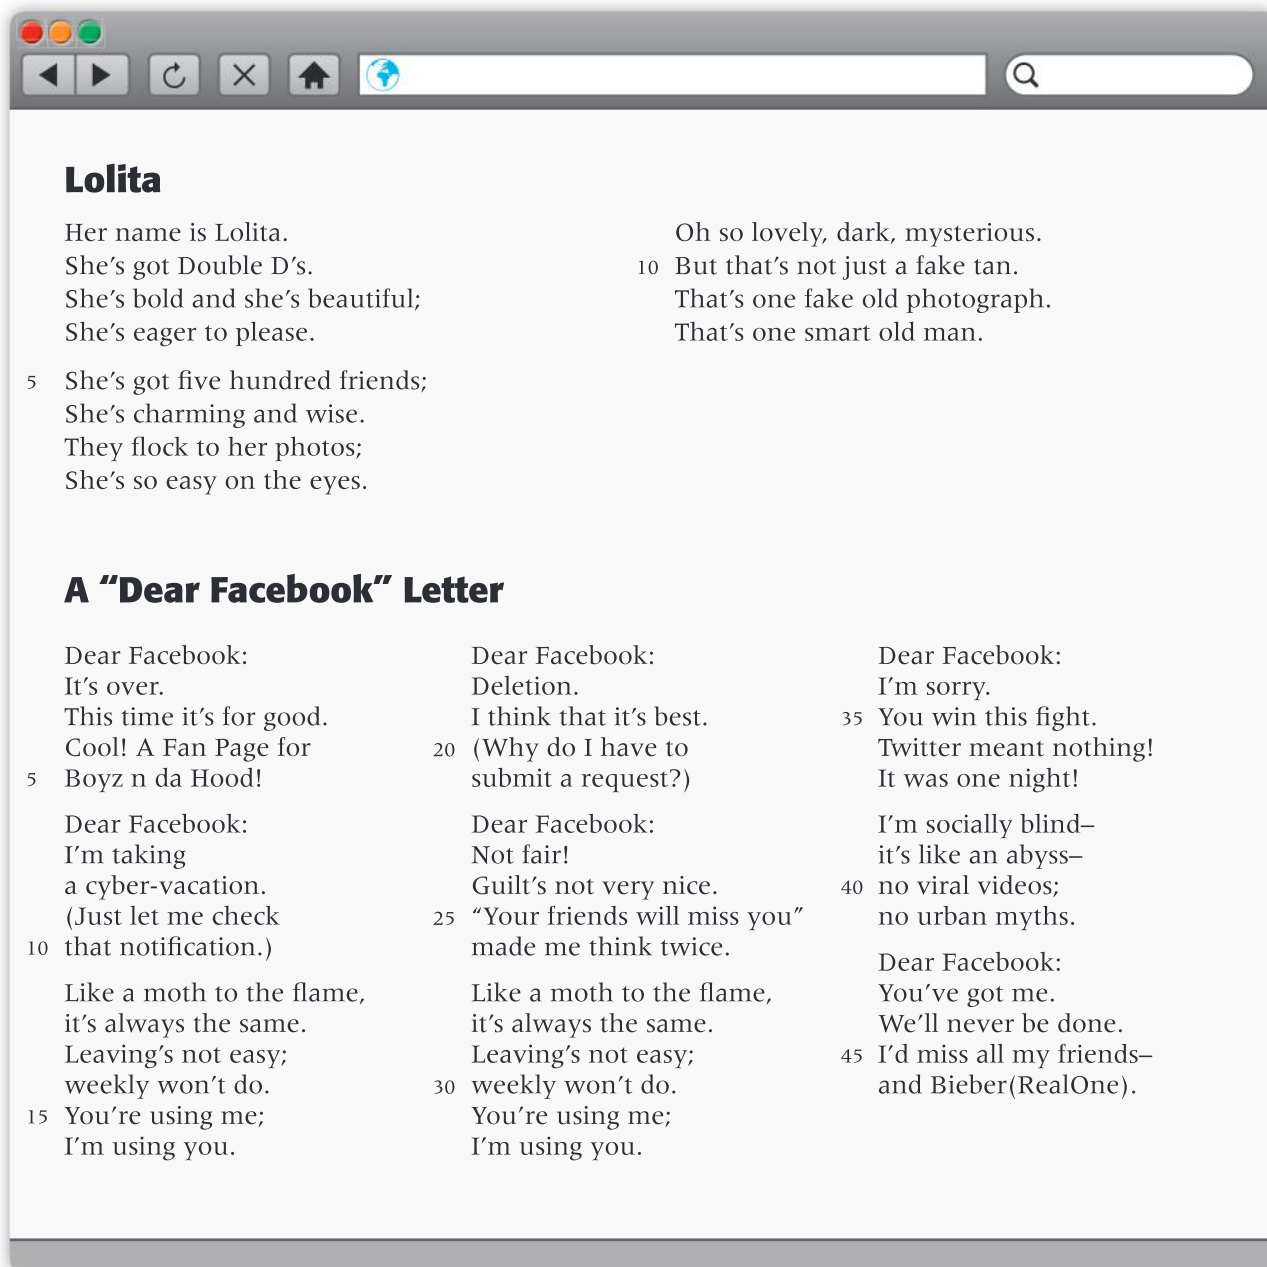 Lolita
Her name is Lolita.
She's got Double D's.
She's bold and she's beautiful;
She's eager to please.
5 She's got five hundred friends;
She's charming and wise.
They flock to her photos;
She's so easy on the eyes.
Oh so lovely, dark, mysterious.
10 But that's not just a fake tan.
That's one fake old photograph.
That's one smart old man.
A “Dear Facebook” Letter
Dear Facebook:
It's over.
This time it's for good.
Cool! A Fan Page for
5 Boyz n da Hood!
Dear Facebook:
I'm taking
a cyber-vacation.
(Just let me check
10 that notification.)
Like a moth to the flame,
it's always the same.
Leaving's not easy;
weekly won't do.
15 You're using me;
I'm using you.
Dear Facebook:
Deletion.
I think that it's best.
20 (Why do I have to
submit a request?)
Dear Facebook:
Not fair!
Guilt's not very nice.
25 “Your friends will miss you”
made me think twice.
Like a moth to the flame,
it's always the same.
Leaving's not easy;
30 weekly won't do.
You're using me;
I'm using you.
Dear Facebook:
I'm sorry.
35 You win this fight.
Twitter meant nothing!
It was one night!
I'm socially blind–
it's like an abyss–
40 no viral videos;
no urban myths.
Dear Facebook:
You've got me.
We'll never be done.
45 I'd miss all my friends–
and Bieber(RealOne).